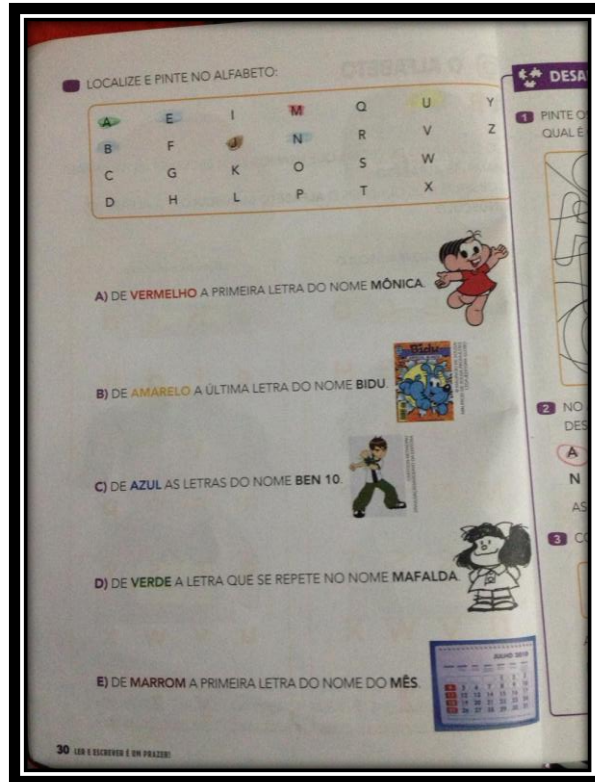 LOCALIZE E PINTE NO ALFABETO:
A E I M Q U Y
B F J N R V Z
C G K O S W
D H L P T X
A) DE VERMELHO A PRIMEIRA LETRA DO NOME MÔNICA.
B) DE AMARELO A ÚLTIMA LETRA DO NOME BIDU.
Bidu
C) DE AZUL AS LETRAS DO NOME BEN 10.
D) DE VERDE A LETRA QUE SE REPETE NO NOME MAFALDA.
E) DE MARROM A PRIMEIRA LETRA DO NOME DO MÊS.
JULHO 2010
30 LER E ESCREVER É UM PRAZER!
DESA
1 PINTE O
QUAL É
2 NO
DES
A
N
AS
3 CO